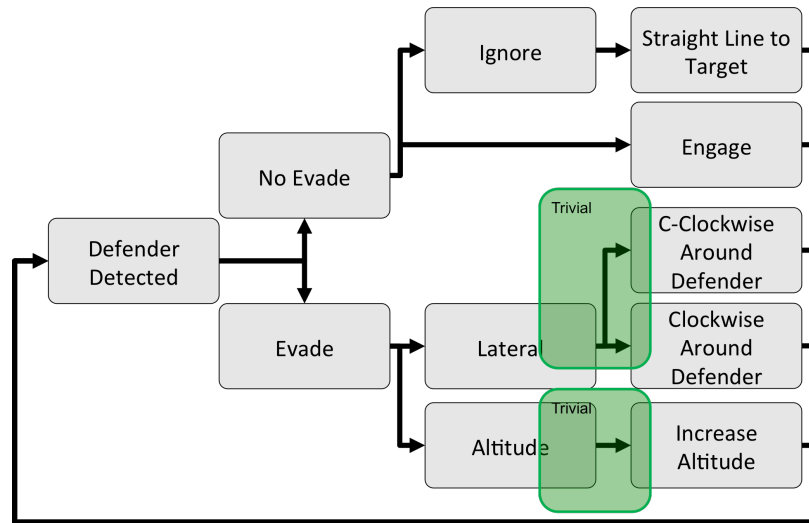 Ignore
Straight Line to
Target
Engage
No Evade
Trivial
C-Clockwise
Around
Defender
Defender
Detected
Evade
Lateral
Clockwise
Around
Defender
Trivial
Altitude
Increase
Altitude